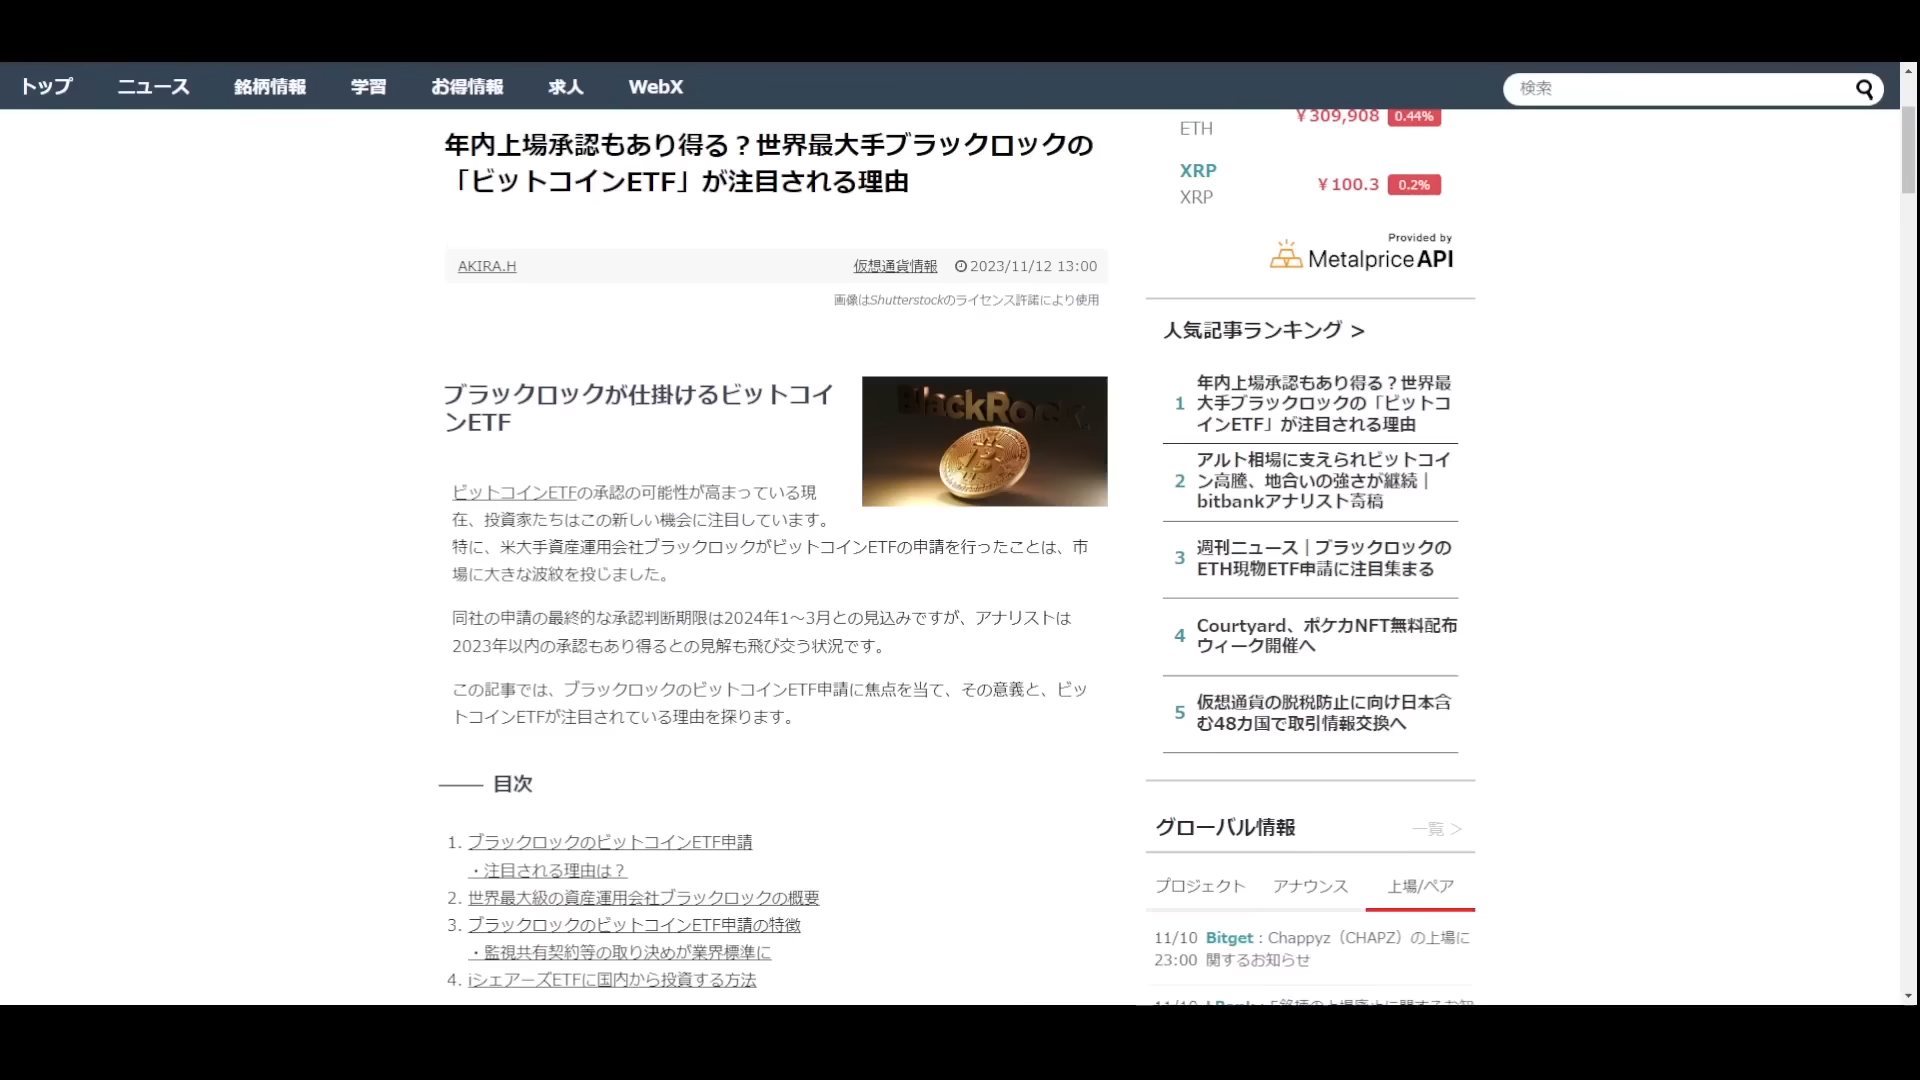 トップ ニュース 銘柄情報 学習 お得情報 求人 WebX 検索
年内上場承認もあり得る？世界最大手ブラックロックの
「ビットコインETF」が注目される理由
AKIRA.H 仮想通貨情報 2023/11/12 13:00
画像はShutterstockのライセンス許諾により使用
ブラックロックが仕掛けるビットコイ
ンETF
BlackRock
ビットコインETFの承認の可能性が高まっている現
在、投資家たちはこの新しい機会に注目しています。
特に、米大手資産運用会社ブラックロックがビットコインETFの申請を行ったことは、市
場に大きな波紋を投じました。
同社の申請の最終的な承認判断期限は2024年1〜3月との見込みですが、アナリストは
2023年以内の承認もあり得るとの見解も飛び交う状況です。
この記事では、ブラックロックのビットコインETF申請に焦点を当て、その意義と、ビッ
トコインETFが注目されている理由を探ります。
目次
1. ブラックロックのビットコインETF申請
・注目される理由は？
2. 世界最大級の資産運用会社ブラックロックの概要
3. ブラックロックのビットコインETF申請の特徴
・監視共有契約等の取り決めが業界標準に
4. iシェアーズETFに国内から投資する方法
￥309,908 0.44%
ETH
XRP
￥100.3 0.2%
XRP
Provided by
MetalpriceAPI
人気記事ランキング >
1 年内上場承認もあり得る？世界最
大手ブラックロックの「ビットコ
インETF」が注目される理由
2 アルト相場に支えられビットコイ
ン高騰、地合いの強さが継続｜
bitbankアナリスト寄稿
3 週刊ニュース｜ブラックロックの
ETH現物ETF申請に注目集まる
4 Courtyard、ポケカNFT無料配布
ウィーク開催へ
5 仮想通貨の脱税防止に向け日本含
む48カ国で取引情報交換へ
グローバル情報 一覧 >
プロジェクト アナウンス 上場/ペア
11/10 Bitget：Chappyz（CHAPZ）の上場に
23:00 関するお知らせ